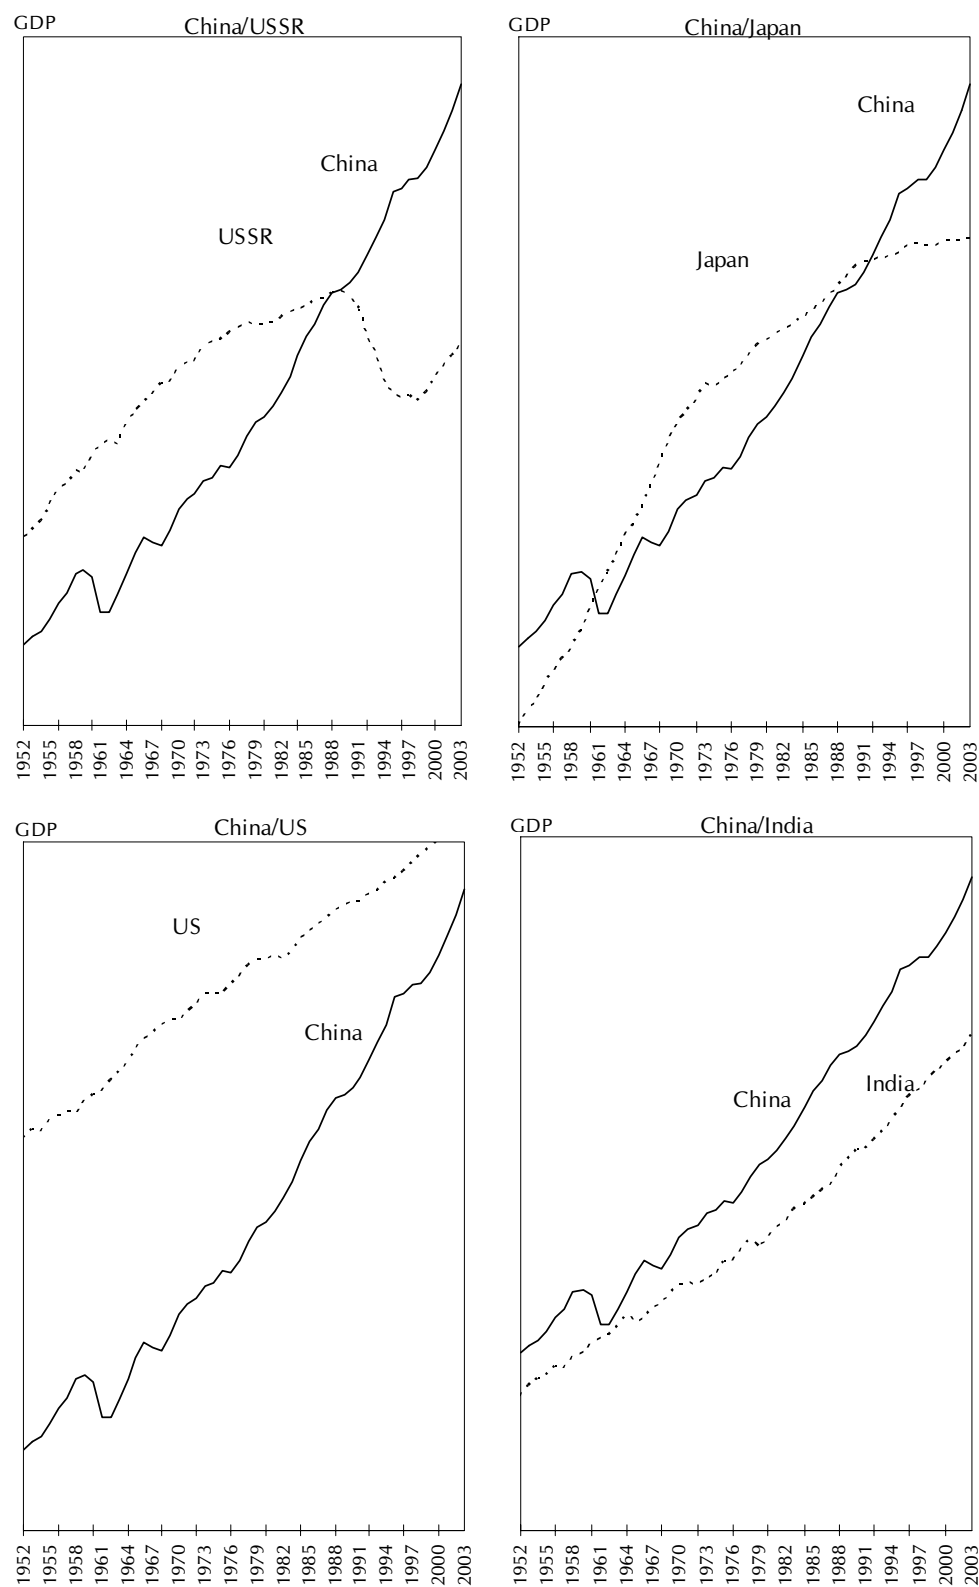 GDP China/USSR
China
USSR
1952 1955 1958 1961 1964 1967 1970 1973 1976 1979 1982 1985 1988 1991 1994 1997 2000 2003
GDP China/Japan
China
Japan
1952 1955 1958 1961 1964 1967 1970 1973 1976 1979 1982 1985 1988 1991 1994 1997 2000 2003
GDP China/US
US
China
1952 1955 1958 1961 1964 1967 1970 1973 1976 1979 1982 1985 1988 1991 1994 1997 2000 2003
GDP China/India
India
China
1952 1955 1958 1961 1964 1967 1970 1973 1976 1979 1982 1985 1988 1991 1994 1997 2000 2003